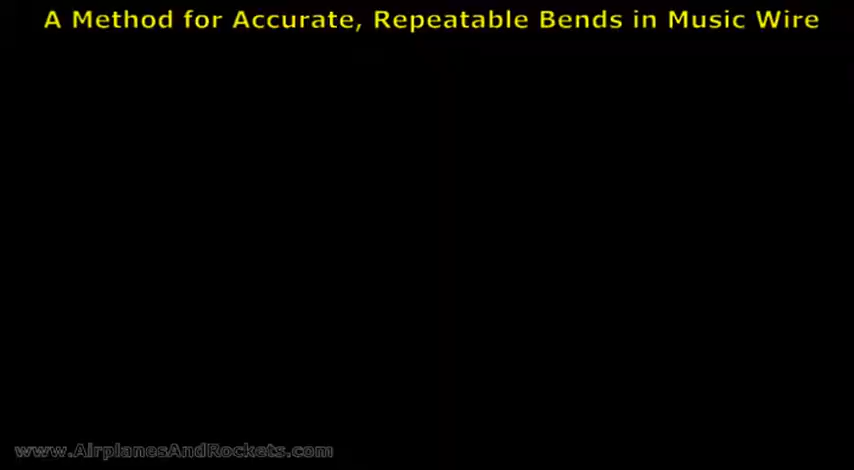 A Method for Accurate, Repeatable Bends in Music Wire
www.AirplanesAndRockets.com